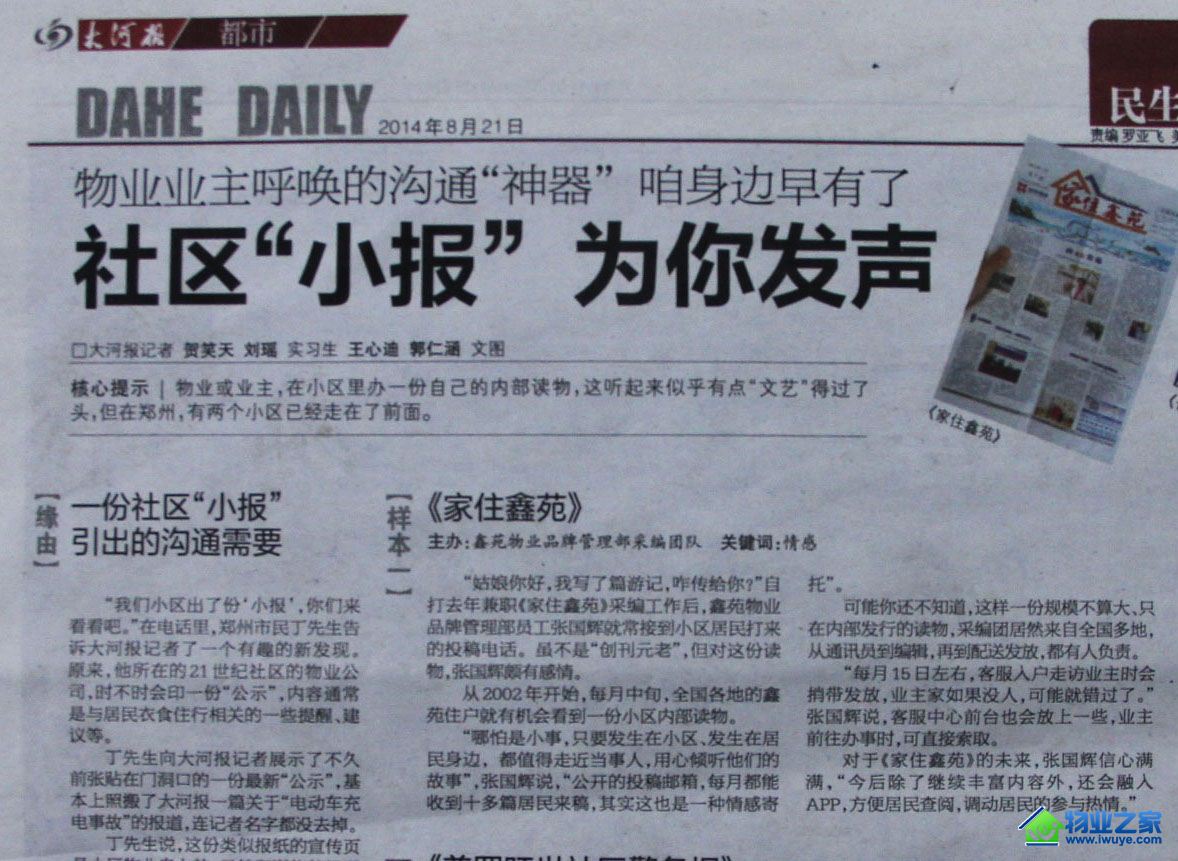 大河报 都市
DAHE DAILY 2014年8月21日
民生
责编 罗亚飞
物业业主呼唤的沟通“神器” 咱身边早有了
社区“小报” 为你发声
□大河报记者 贺笑天 刘瑶 实习生 王心迪 郭仁涵 文图
核心提示 | 物业或业主,在小区里办一份自己的内部读物,这听起来似乎有点“文艺”得过了
头,但在郑州,有两个小区已经走在了前面。
家住鑫苑
《家住鑫苑》
【缘由】
一份社区“小报”
引出的沟通需要
“我们小区出了份‘小报’,你们来
看看吧。”在电话里,郑州市民丁先生告
诉大河报记者了一个有趣的新发现。
原来,他所在的21世纪社区的物业公
司,时不时会印一份“公示”,内容通常
是与居民衣食住行相关的一些提醒、建
议等。
丁先生向大河报记者展示了不久
前张贴在门洞口的一份最新“公示”,基
本上照搬了大河报一篇关于“电动车充
电事故”的报道,连记者名字都没去掉。
丁先生说,这份类似报纸的宣传页
【样本一】
《家住鑫苑》
主办:鑫苑物业品牌管理部采编团队 关键词:情感
“姑娘你好,我写了篇游记,咋传给你?”自
打去年兼职《家住鑫苑》采编工作后,鑫苑物业
品牌管理部员工张国辉就常接到小区居民打来
的投稿电话。虽不是“创刊元老”,但对这份读
物,张国辉颇有感情。
从2002年开始,每月中旬,全国各地的鑫
苑住户就有机会看到一份小区内部读物。
“哪怕是小事,只要发生在小区、发生在居
民身边,都值得走近当事人,用心倾听他们的
故事”,张国辉说,“公开的投稿邮箱,每月都能
收到十多篇居民来稿,其实这也是一种情感寄
托”。
可能你还不知道,这样一份规模不算大、只
在内部发行的读物,采编团居然来自全国多地,
从通讯员到编辑,再到配送发放,都有人负责。
“每月15日左右,客服入户走访业主时会
捎带发放,业主家如果没人,可能就错过了。”
张国辉说,客服中心前台也会放上一些,业主
前往办事时,可直接索取。
对于《家住鑫苑》的未来,张国辉信心满
满,“今后除了继续丰富内容外,还会融入
APP,方便居民查阅,调动居民的参与热情。”
物业之家
www.iwuye.com